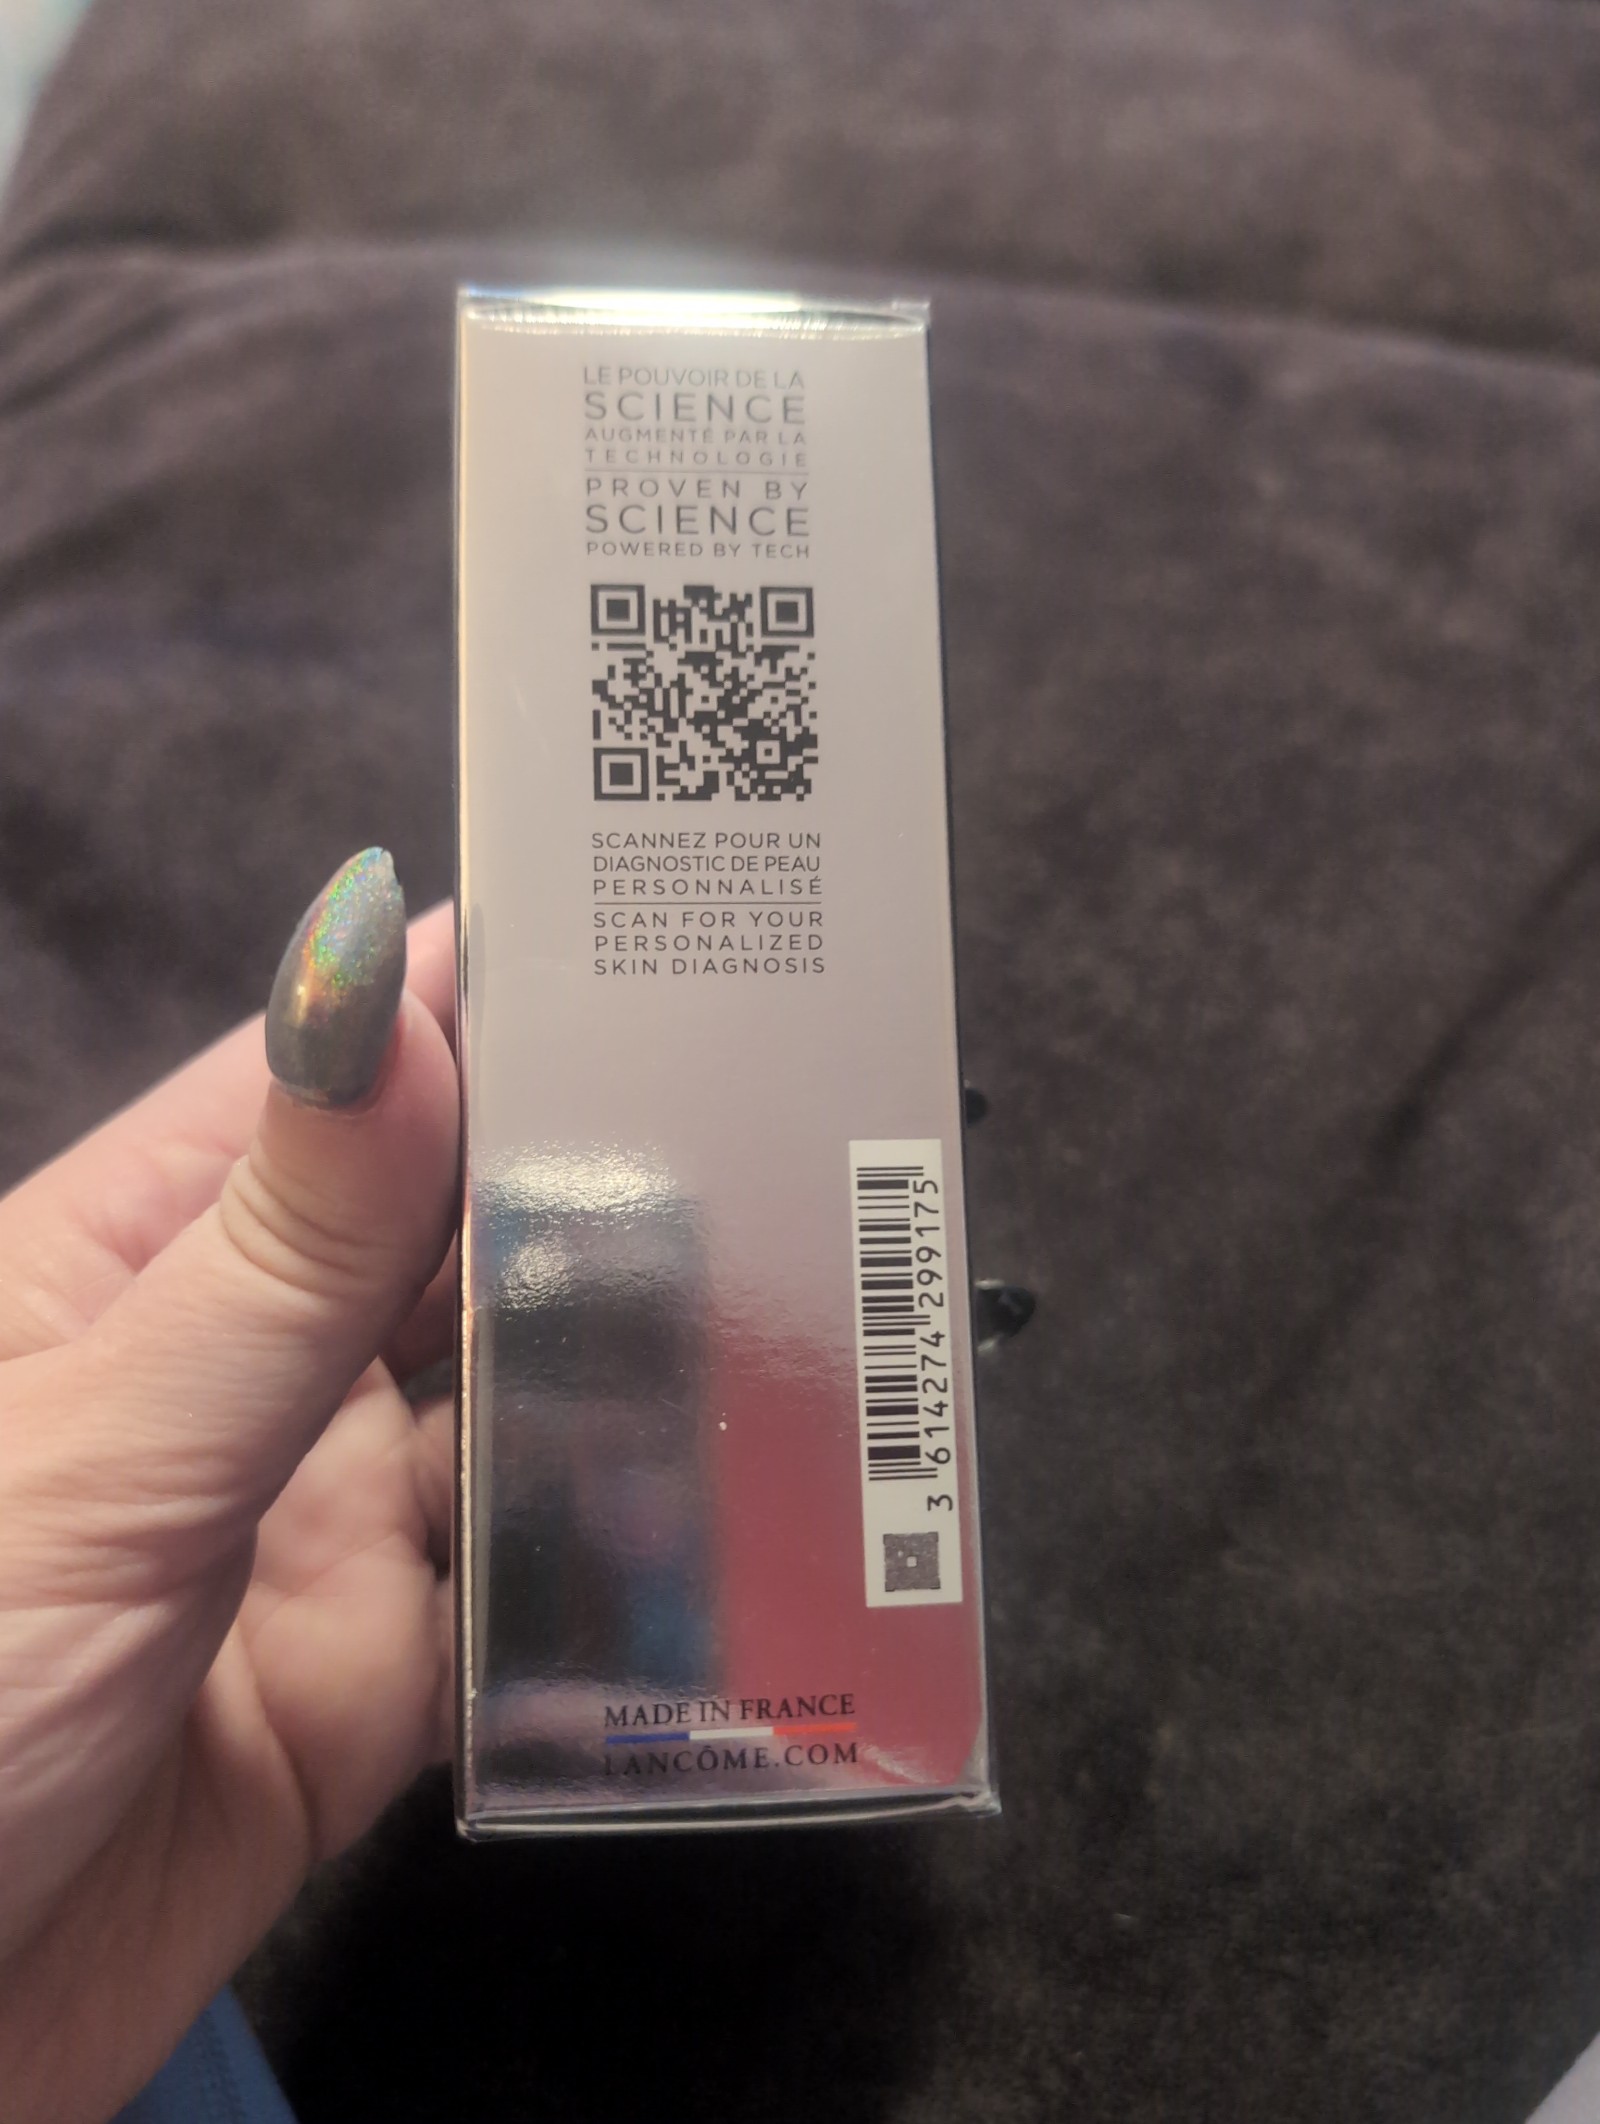 LE POUVOIR DE LA
SCIENCE
AUGMENTÉ PAR LA
TECHNOLOGIE
PROVEN BY
SCIENCE
POWERED BY TECH
SCANNEZ POUR UN
DIAGNOSTIC DE PEAU
PERSONNALISÉ
SCAN FOR YOUR
PERSONALIZED
SKIN DIAGNOSIS
3 614274 299175
MADE IN FRANCE
LANCÔME.COM